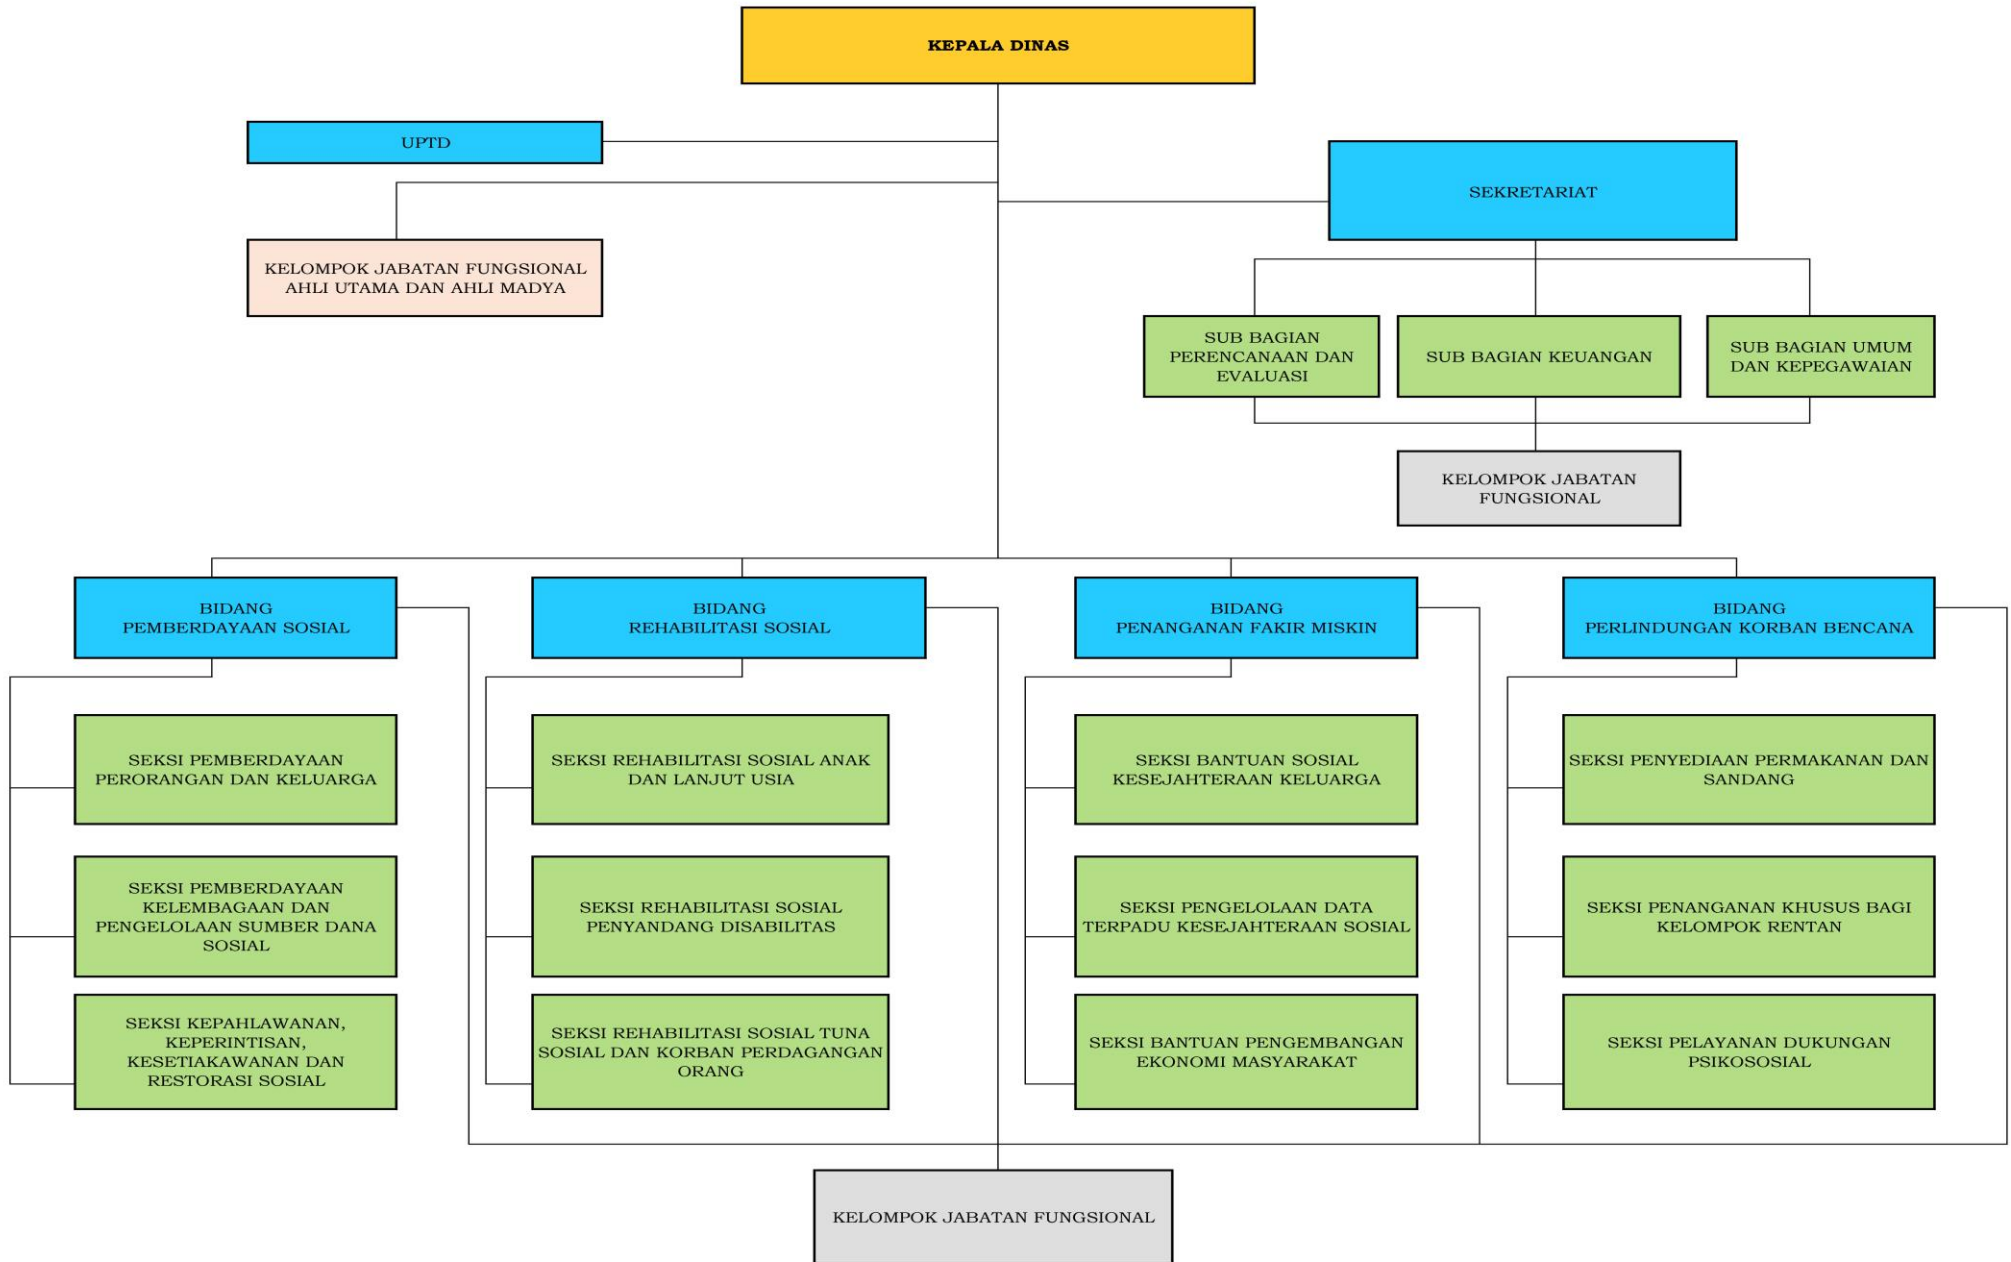 KEPALA DINAS
UPTD
SEKRETARIAT
KELOMPOK JABATAN FUNGSIONAL
AHLI UTAMA DAN AHLI MADYA
SUB BAGIAN
PERENCANAAN DAN
EVALUASI
SUB BAGIAN KEUANGAN
SUB BAGIAN UMUM
DAN KEPEGAWAIAN
KELOMPOK JABATAN
FUNGSIONAL
BIDANG
PEMBERDAYAAN SOSIAL
BIDANG
REHABILITASI SOSIAL
BIDANG
PENANGANAN FAKIR MISKIN
BIDANG
PERLINDUNGAN KORBAN BENCANA
SEKSI PEMBERDAYAAN
PERORANGAN DAN KELUARGA
SEKSI REHABILITASI SOSIAL ANAK
DAN LANJUT USIA
SEKSI BANTUAN SOSIAL
KESEJAHTERAAN KELUARGA
SEKSI PENYEDIAAN PERMAKANAN DAN
SANDANG
SEKSI PEMBERDAYAAN
KELEMBAGAAN DAN
PENGELOLAAN SUMBER DANA
SOSIAL
SEKSI REHABILITASI SOSIAL
PENYANDANG DISABILITAS
SEKSI PENGELOLAAN DATA
TERPADU KESEJAHTERAAN SOSIAL
SEKSI PENANGANAN KHUSUS BAGI
KELOMPOK RENTAN
SEKSI KEPAHLAWANAN,
KEPERINTISAN,
KESETIAKAWANAN DAN
RESTORASI SOSIAL
SEKSI REHABILITASI SOSIAL TUNA
SOSIAL DAN KORBAN PERDAGANGAN
ORANG
SEKSI BANTUAN PENGEMBANGAN
EKONOMI MASYARAKAT
SEKSI PELAYANAN DUKUNGAN
PSIKOSOSIAL
KELOMPOK JABATAN FUNGSIONAL